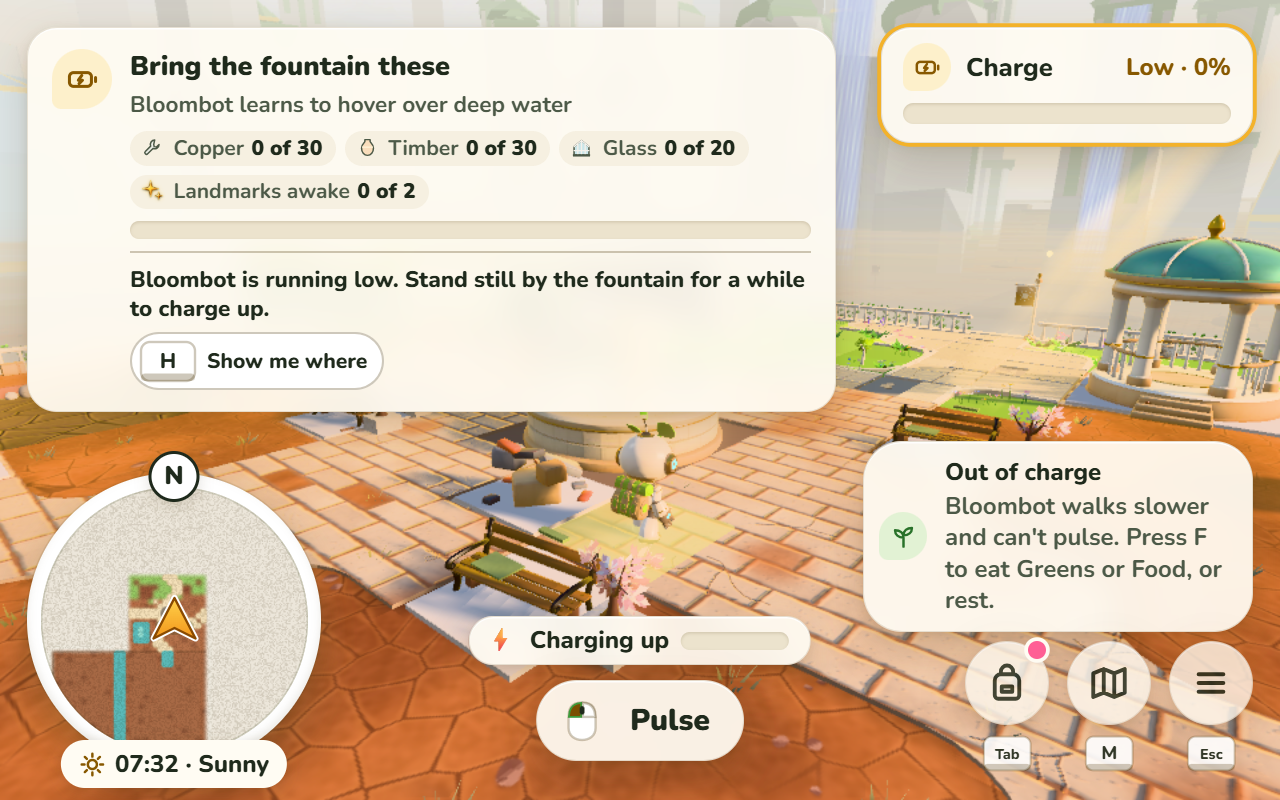 Bring the fountain these
Bloombot learns to hover over deep water
Copper 0 of 30
Timber 0 of 30
Glass 0 of 20
Landmarks awake 0 of 2
Bloombot is running low. Stand still by the fountain for a while
to charge up.
H Show me where
Charge
Low · 0%
N
07:32 · Sunny
Charging up
Pulse
Out of charge
Bloombot walks slower
and can't pulse. Press F
to eat Greens or Food, or
rest.
Tab
M
Esc